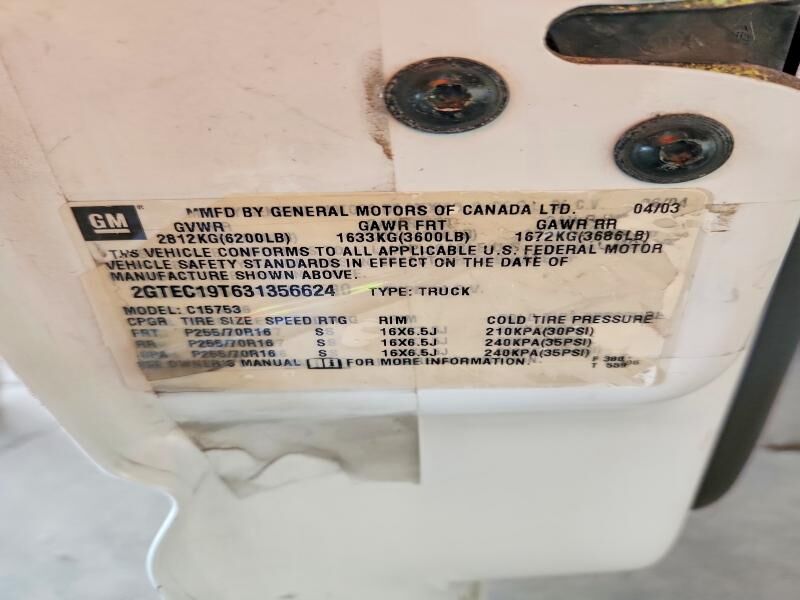 GM MFD BY GENERAL MOTORS OF CANADA LTD. 04/03
GVWR GAWR FRT GAWR RR
2812KG(6200LB) 1633KG(3600LB) 1672KG(3686LB)
THIS VEHICLE CONFORMS TO ALL APPLICABLE U.S. FEDERAL MOTOR
VEHICLE SAFETY STANDARDS IN EFFECT ON THE DATE OF
MANUFACTURE SHOWN ABOVE.
2GTEC19T631356624 TYPE: TRUCK
MODEL: C15753
TIRE SIZE SPEED RTG RIM COLD TIRE PRESSURE
FRT P255/70R16 S 16X6.5J 210KPA(30PSI)
RR P255/70R16 S 16X6.5J 240KPA(35PSI)
P255/70R16 S 16X6.5J 240KPA(35PSI)
OWNER'S MANUAL FOR MORE INFORMATION.